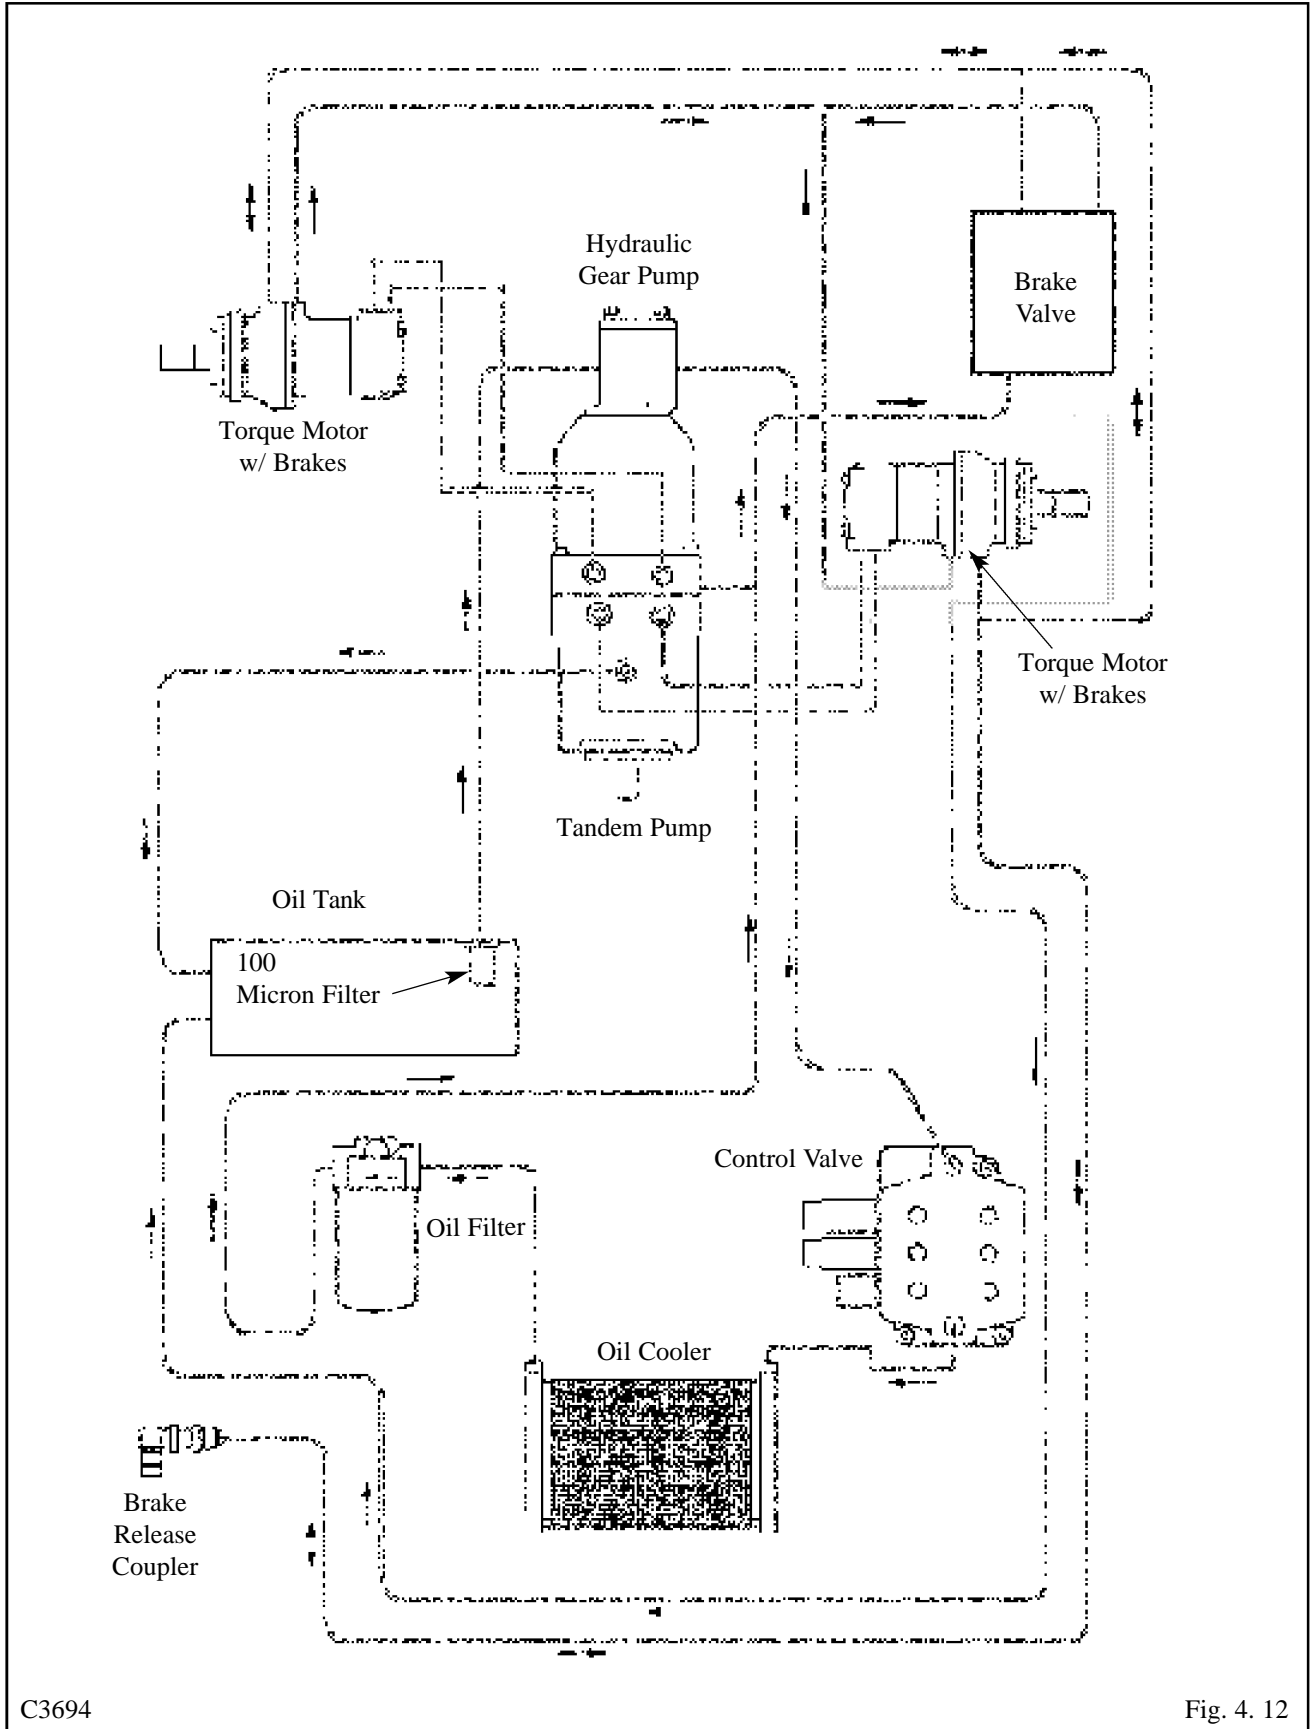 Hydraulic
Gear Pump
Brake
Valve
Torque Motor
w/ Brakes
Torque Motor
w/ Brakes
Tandem Pump
Oil Tank
100
Micron Filter
Control Valve
Oil Filter
Oil Cooler
Brake
Release
Coupler
C3694
Fig. 4. 12